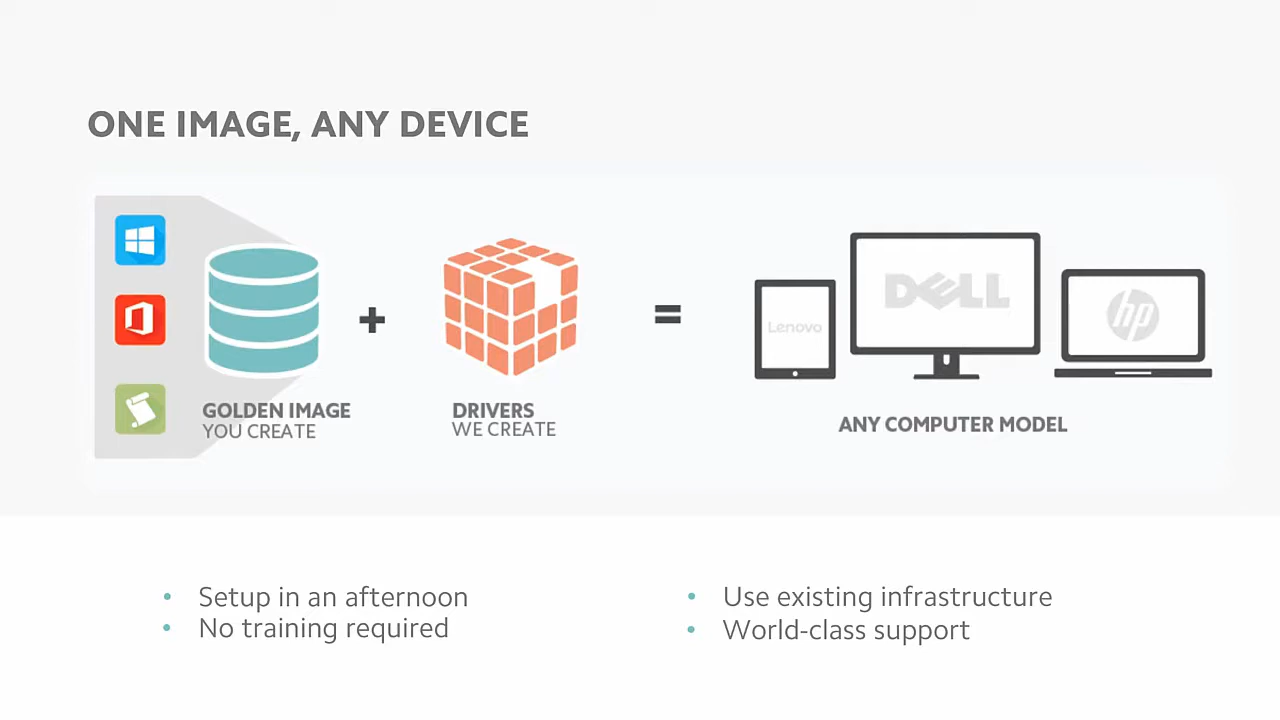 ONE IMAGE, ANY DEVICE
+
=
Lenovo
DELL
hp
GOLDEN IMAGE
YOU CREATE
DRIVERS
WE CREATE
ANY COMPUTER MODEL
• Setup in an afternoon
• No training required
• Use existing infrastructure
• World-class support